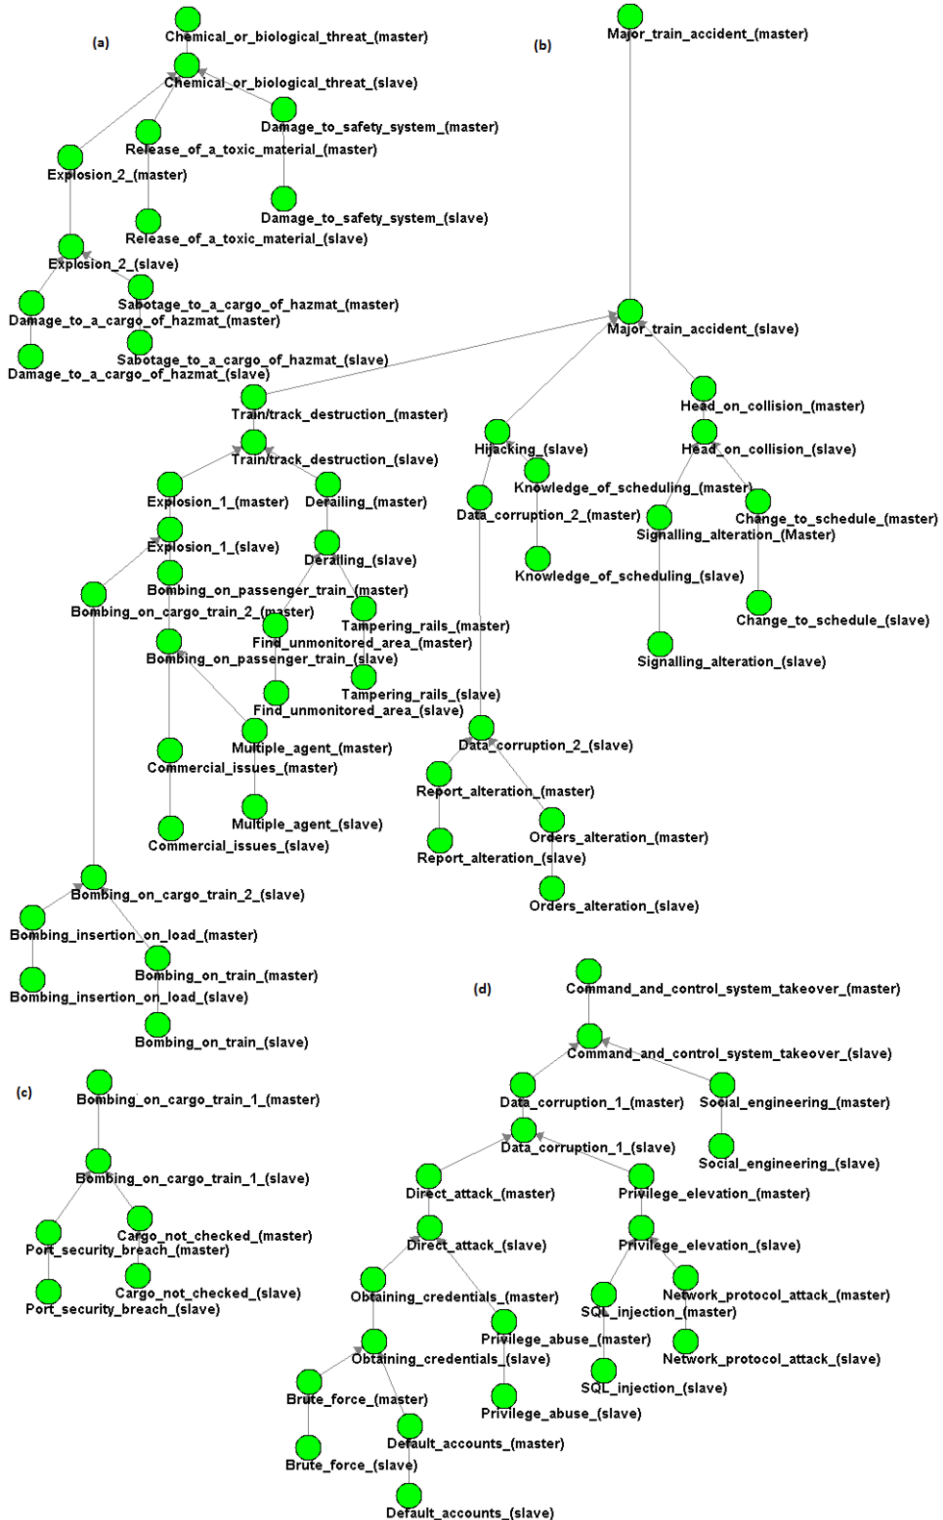 (a)
Chemical_or_biological_threat_(master)
Chemical_or_biological_threat_(slave)
Damage_to_safety_system_(master)
Release_of_a_toxic_material_(master)
Explosion_2_(master)
Damage_to_safety_system_(slave)
Release_of_a_toxic_material_(slave)
Explosion_2_(slave)
Sabotage_to_a_cargo_of_hazmat_(master)
Damage_to_a_cargo_of_hazmat_(master)
Sabotage_to_a_cargo_of_hazmat_(slave)
Damage_to_a_cargo_of_hazmat_(slave)
(b)
Major_train_accident_(master)
Major_train_accident_(slave)
Train/track_destruction_(master)
Train/track_destruction_(slave)
Explosion_1_(master)
Derailing_(master)
Explosion_1_(slave)
Derailing_(slave)
Bombing_on_passenger_train_(master)
Bombing_on_cargo_train_2_(master)
Tampering_rails_(master)
Find_unmonitored_area_(master)
Bombing_on_passenger_train_(slave)
Tampering_rails_(slave)
Find_unmonitored_area_(slave)
Multiple_agent_(master)
Commercial_issues_(master)
Multiple_agent_(slave)
Commercial_issues_(slave)
Bombing_on_cargo_train_2_(slave)
Bombing_insertion_on_load_(master)
Bombing_on_train_(master)
Bombing_insertion_on_load_(slave)
Bombing_on_train_(slave)
Hijacking_(slave)
Knowledge_of_scheduling_(master)
Data_corruption_2_(master)
Knowledge_of_scheduling_(slave)
Data_corruption_2_(slave)
Report_alteration_(master)
Orders_alteration_(master)
Report_alteration_(slave)
Orders_alteration_(slave)
Head_on_collision_(master)
Head_on_collision_(slave)
Change_to_schedule_(master)
Signalling_alteration_(Master)
Change_to_schedule_(slave)
Signalling_alteration_(slave)
(c)
Bombing_on_cargo_train_1_(master)
Bombing_on_cargo_train_1_(slave)
Cargo_not_checked_(master)
Port_security_breach_(master)
Cargo_not_checked_(slave)
Port_security_breach_(slave)
(d)
Command_and_control_system_takeover_(master)
Command_and_control_system_takeover_(slave)
Data_corruption_1_(master)
Social_engineering_(master)
Data_corruption_1_(slave)
Social_engineering_(slave)
Direct_attack_(master)
Privilege_elevation_(master)
Direct_attack_(slave)
Privilege_elevation_(slave)
Obtaining_credentials_(master)
Network_protocol_attack_(master)
SQL_injection_(master)
Privilege_abuse_(master)
Obtaining_credentials_(slave)
Network_protocol_attack_(slave)
SQL_injection_(slave)
Brute_force_(master)
Privilege_abuse_(slave)
Default_accounts_(master)
Brute_force_(slave)
Default_accounts_(slave)